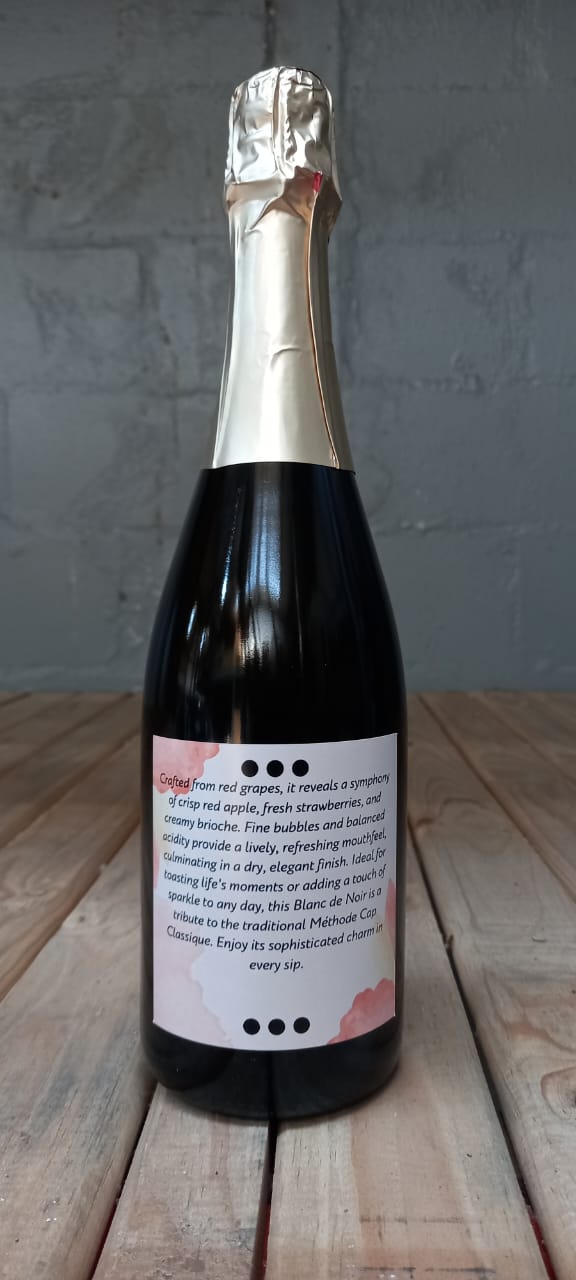 Crafted from red grapes, it reveals a symphony
of crisp red apple, fresh strawberries, and
creamy brioche. Fine bubbles and balanced
acidity provide a lively, refreshing mouthfeel,
culminating in a dry, elegant finish. Ideal for
toasting life's moments or adding a touch of
sparkle to any day, this Blanc de Noir is a
tribute to the traditional Méthode Cap
Classique. Enjoy its sophisticated charm in
every sip.